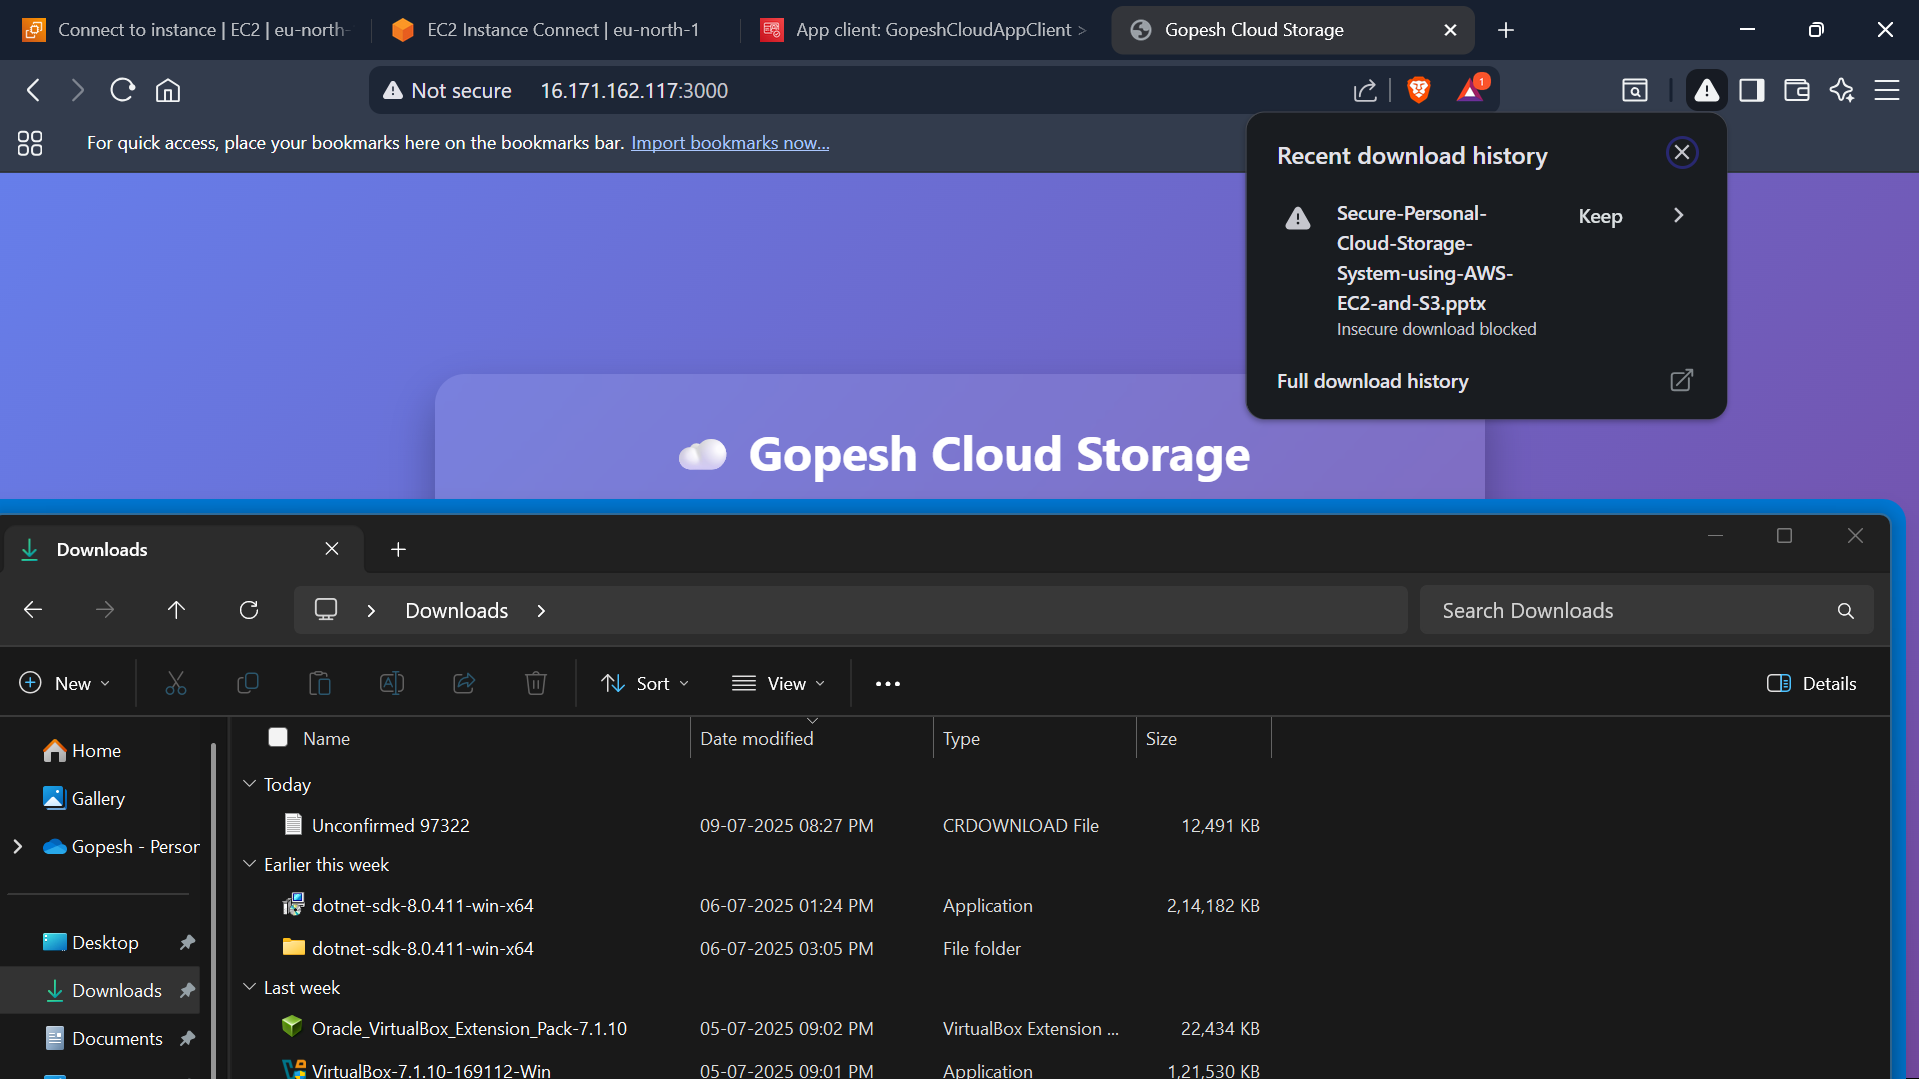 Connect to instance | EC2 | eu-north-
EC2 Instance Connect | eu-north-1
App client: GopeshCloudAppClient >
Gopesh Cloud Storage
Not secure 16.171.162.117:3000
1
For quick access, place your bookmarks here on the bookmarks bar. Import bookmarks now...
Recent download history
Secure-Personal-
Cloud-Storage-
System-using-AWS-
EC2-and-S3.pptx
Insecure download blocked
Keep
Full download history
Gopesh Cloud Storage
Downloads
Downloads
Search Downloads
New
Sort
View
Details
Home
Gallery
Gopesh - Persor
Desktop
Downloads
Documents
Name Date modified Type Size
Today
Unconfirmed 97322 09-07-2025 08:27 PM CRDOWNLOAD File 12,491 KB
Earlier this week
dotnet-sdk-8.0.411-win-x64 06-07-2025 01:24 PM Application 2,14,182 KB
dotnet-sdk-8.0.411-win-x64 06-07-2025 03:05 PM File folder
Last week
Oracle_VirtualBox_Extension_Pack-7.1.10 05-07-2025 09:02 PM VirtualBox Extension ... 22,434 KB
VirtualBox-7.1.10-169112-Win 05-07-2025 09:01 PM Application 1,21,530 KB